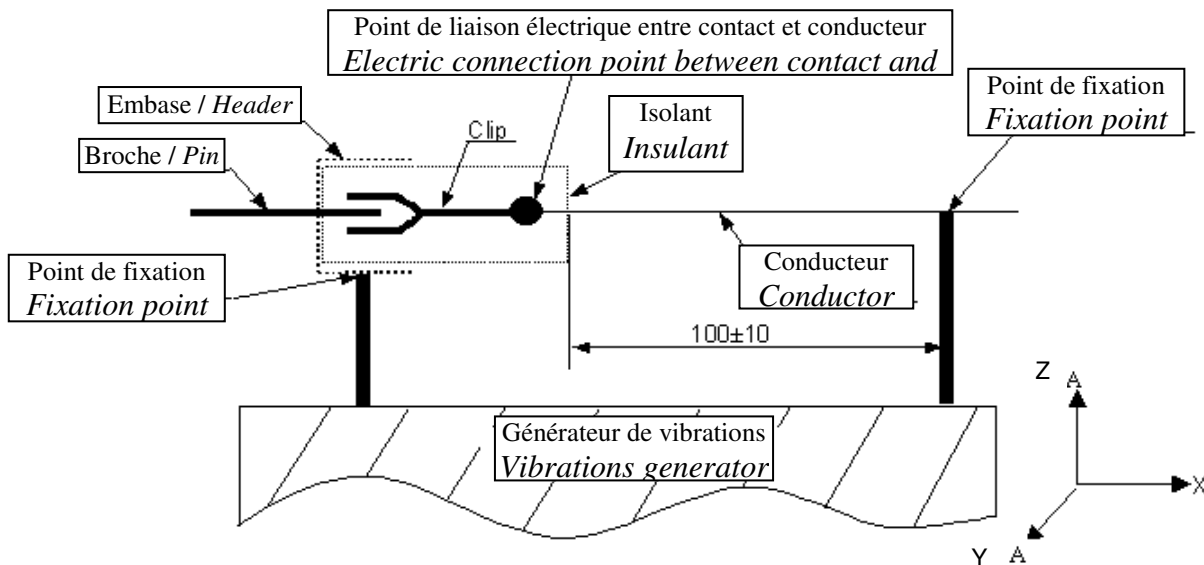 Point de liaison électrique entre contact et conducteur
Electric connection point between contact and
Embase / Header
Broche / Pin
Clip
Isolant
Insulant
Point de fixation
Fixation point
Point de fixation
Fixation point
Conducteur
Conductor
100±10
Générateur de vibrations
Vibrations generator
Z A
X
Y A